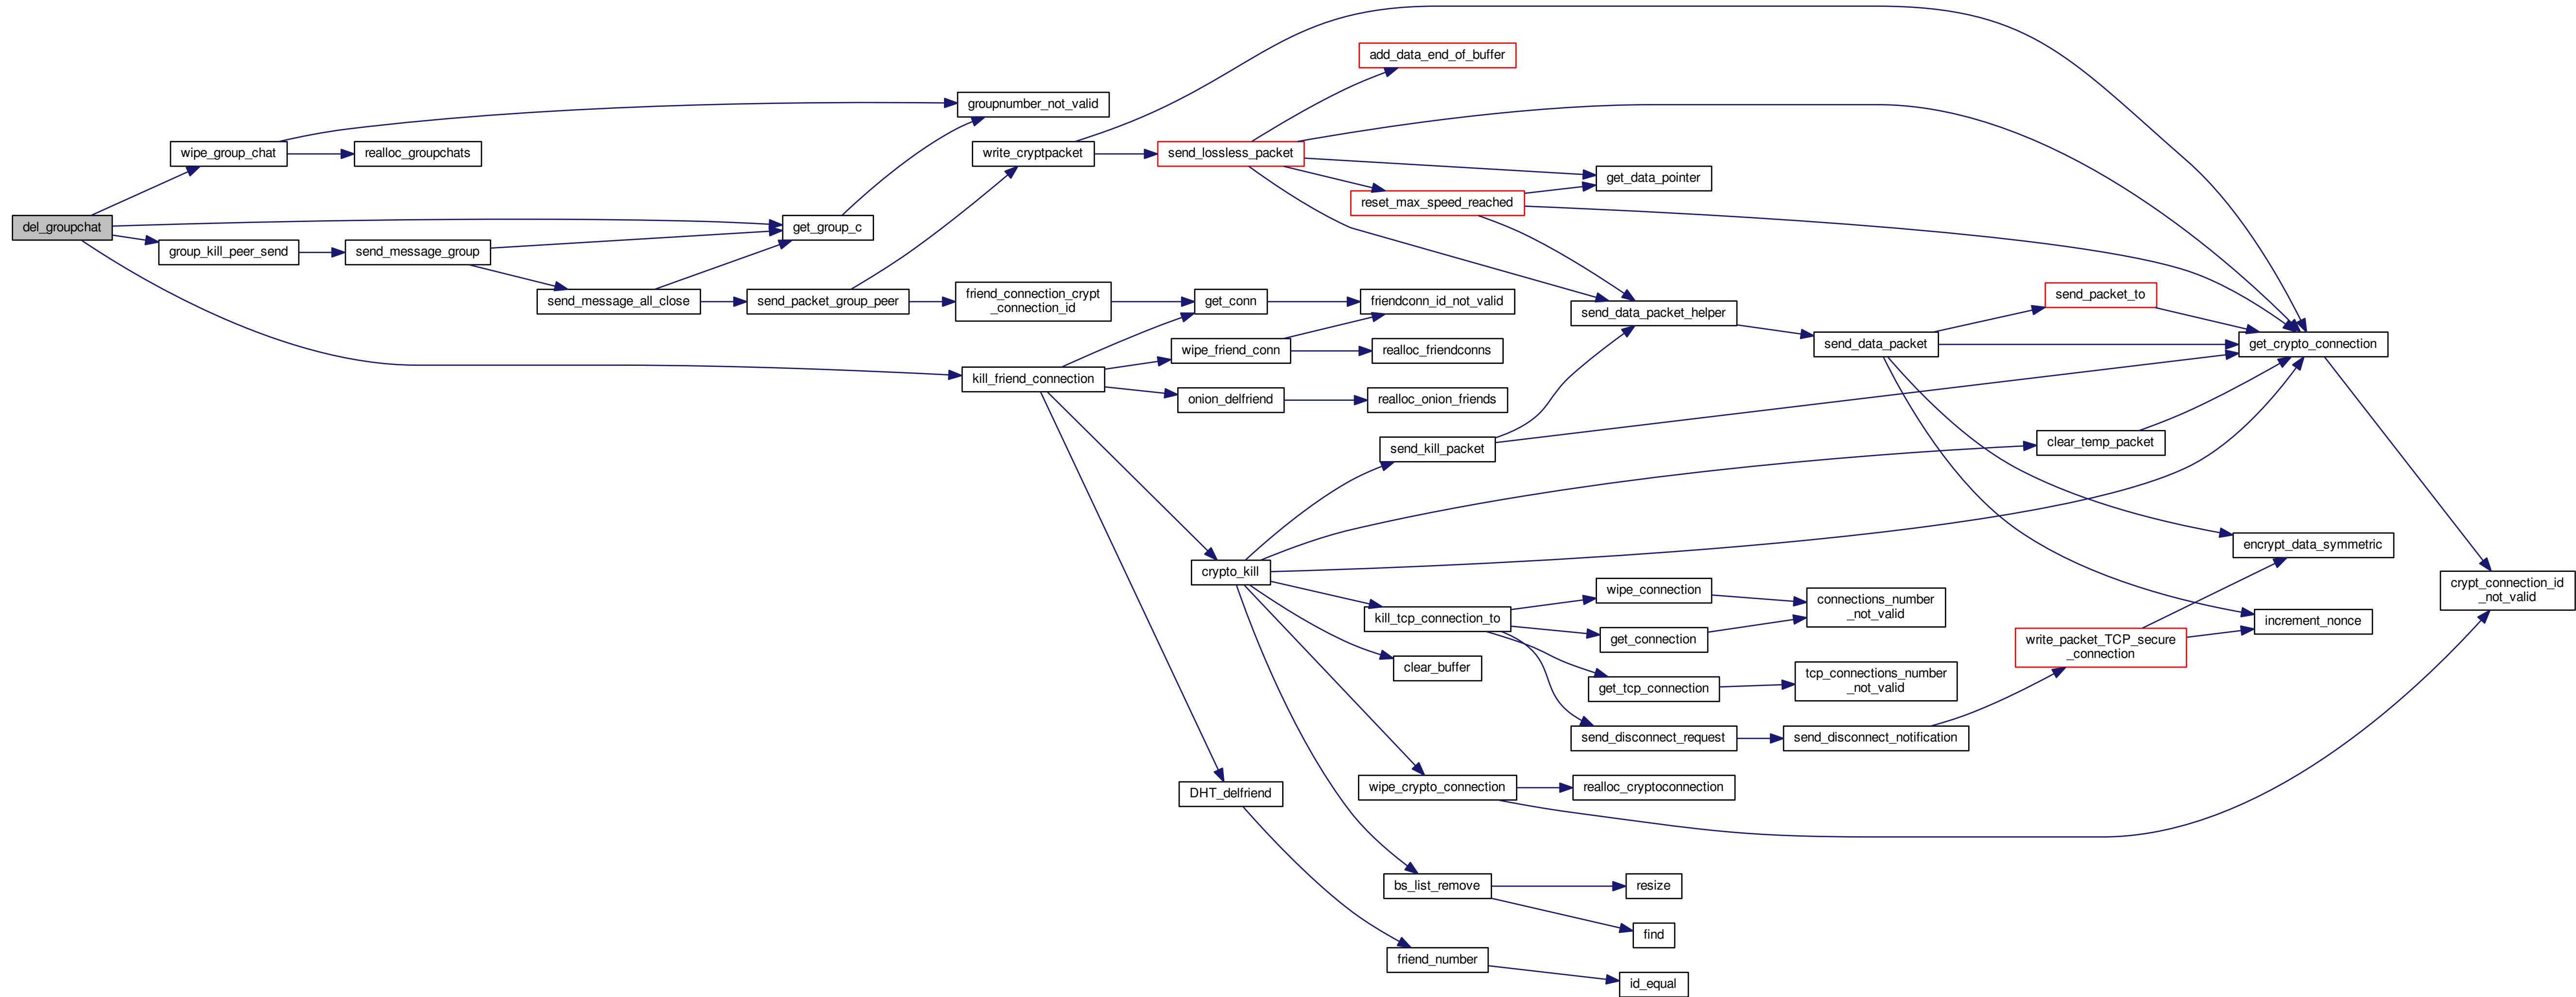 del_groupchat
wipe_group_chat
group_kill_peer_send
realloc_groupchats
send_message_group
send_message_all_close
get_group_c
send_packet_group_peer
groupnumber_not_valid
write_cryptpacket
friend_connection_crypt
_connection_id
kill_friend_connection
send_lossless_packet
get_conn
wipe_friend_conn
onion_delfriend
crypto_kill
DHT_delfriend
add_data_end_of_buffer
reset_max_speed_reached
friendconn_id_not_valid
realloc_friendconns
realloc_onion_friends
send_kill_packet
kill_tcp_connection_to
clear_buffer
wipe_crypto_connection
bs_list_remove
friend_number
get_data_pointer
send_data_packet_helper
wipe_connection
get_connection
get_tcp_connection
send_disconnect_request
realloc_cryptoconnection
resize
find
id_equal
send_data_packet
connections_number
_not_valid
tcp_connections_number
_not_valid
send_disconnect_notification
send_packet_to
clear_temp_packet
write_packet_TCP_secure
_connection
get_crypto_connection
encrypt_data_symmetric
increment_nonce
crypt_connection_id
_not_valid